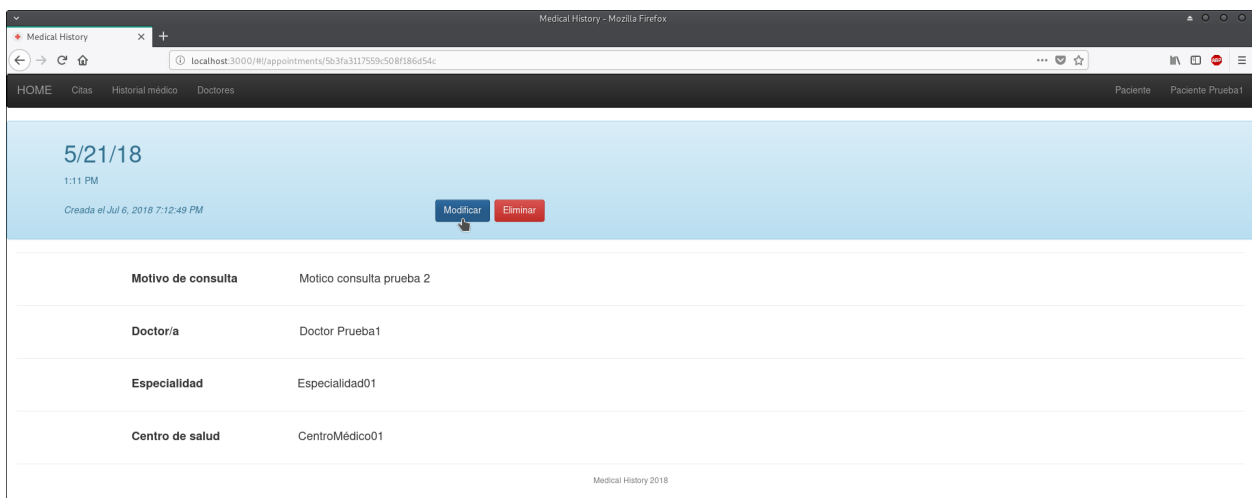 Medical History - Mozilla Firefox
Medical History
localhost:3000/#!/appointments/5b3fa3117559c508f186d54c
ABP
HOME Citas Historial médico Doctores Paciente Paciente Prueba1
5/21/18
1:11 PM
Creada el Jul 6, 2018 7:12:49 PM Modificar Eliminar
Motivo de consulta Motico consulta prueba 2
Doctor/a Doctor Prueba1
Especialidad Especialidad01
Centro de salud CentroMédico01
Medical History 2018